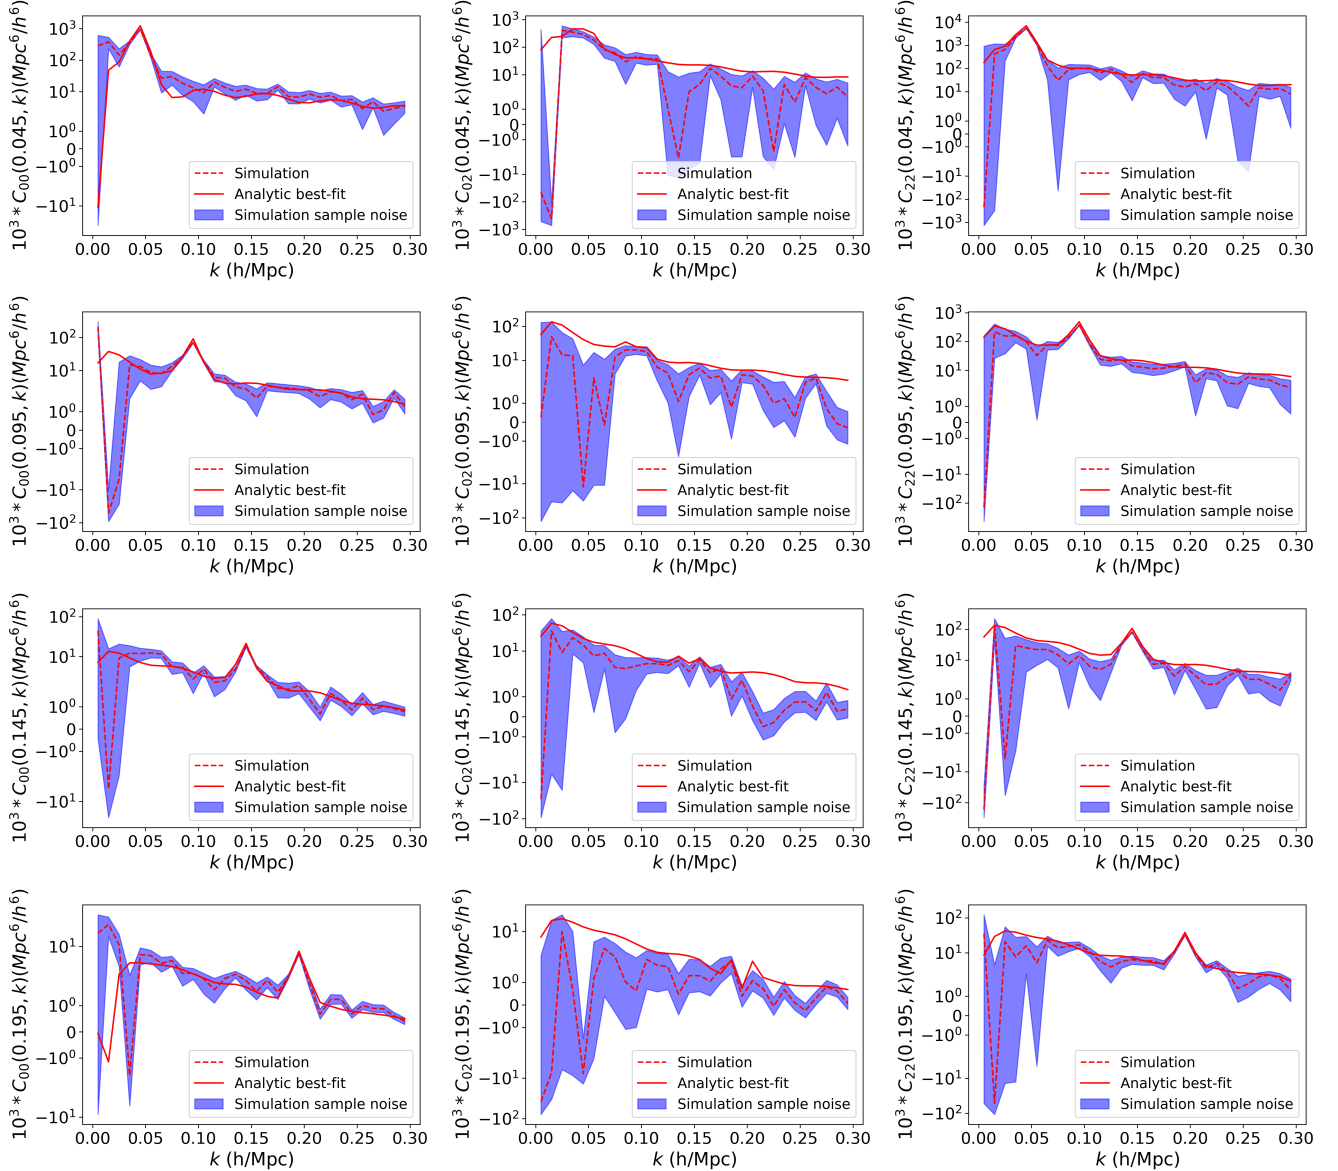 10^3 * C_{00}(0.045, k)(Mpc^6/h^6)
10^3
10^2
10^1
10^0
0
−10^0
−10^1
Simulation
Analytic best-fit
Simulation sample noise
0.00 0.05 0.10 0.15 0.20 0.25 0.30
k (h/Mpc)
10^3 * C_{02}(0.045, k)(Mpc^6/h^6)
10^3
10^2
10^1
10^0
0
−10^0
−10^1
−10^2
−10^3
Simulation
Analytic best-fit
Simulation sample noise
0.00 0.05 0.10 0.15 0.20 0.25 0.30
k (h/Mpc)
10^3 * C_{22}(0.045, k)(Mpc^6/h^6)
10^4
10^3
10^2
10^1
10^0
0
−10^0
−10^1
−10^2
−10^3
Simulation
Analytic best-fit
Simulation sample noise
0.00 0.05 0.10 0.15 0.20 0.25 0.30
k (h/Mpc)
10^3 * C_{00}(0.095, k)(Mpc^6/h^6)
10^2
10^1
10^0
0
−10^0
−10^1
−10^2
Simulation
Analytic best-fit
Simulation sample noise
0.00 0.05 0.10 0.15 0.20 0.25 0.30
k (h/Mpc)
10^3 * C_{02}(0.095, k)(Mpc^6/h^6)
10^2
10^1
10^0
0
−10^0
−10^1
−10^2
Simulation
Analytic best-fit
Simulation sample noise
0.00 0.05 0.10 0.15 0.20 0.25 0.30
k (h/Mpc)
10^3 * C_{22}(0.095, k)(Mpc^6/h^6)
10^3
10^2
10^1
10^0
0
−10^0
−10^1
−10^2
Simulation
Analytic best-fit
Simulation sample noise
0.00 0.05 0.10 0.15 0.20 0.25 0.30
k (h/Mpc)
10^3 * C_{00}(0.145, k)(Mpc^6/h^6)
10^2
10^1
10^0
0
−10^0
−10^1
Simulation
Analytic best-fit
Simulation sample noise
0.00 0.05 0.10 0.15 0.20 0.25 0.30
k (h/Mpc)
10^3 * C_{02}(0.145, k)(Mpc^6/h^6)
10^2
10^1
10^0
0
−10^0
−10^1
−10^2
Simulation
Analytic best-fit
Simulation sample noise
0.00 0.05 0.10 0.15 0.20 0.25 0.30
k (h/Mpc)
10^3 * C_{22}(0.145, k)(Mpc^6/h^6)
10^2
10^1
10^0
0
−10^0
−10^1
−10^2
Simulation
Analytic best-fit
Simulation sample noise
0.00 0.05 0.10 0.15 0.20 0.25 0.30
k (h/Mpc)
10^3 * C_{00}(0.195, k)(Mpc^6/h^6)
10^1
10^0
0
−10^0
−10^1
Simulation
Analytic best-fit
Simulation sample noise
0.00 0.05 0.10 0.15 0.20 0.25 0.30
k (h/Mpc)
10^3 * C_{02}(0.195, k)(Mpc^6/h^6)
10^1
10^0
0
−10^0
−10^1
−10^2
Simulation
Analytic best-fit
Simulation sample noise
0.00 0.05 0.10 0.15 0.20 0.25 0.30
k (h/Mpc)
10^3 * C_{22}(0.195, k)(Mpc^6/h^6)
10^2
10^1
10^0
0
−10^0
−10^1
−10^2
Simulation
Analytic best-fit
Simulation sample noise
0.00 0.05 0.10 0.15 0.20 0.25 0.30
k (h/Mpc)